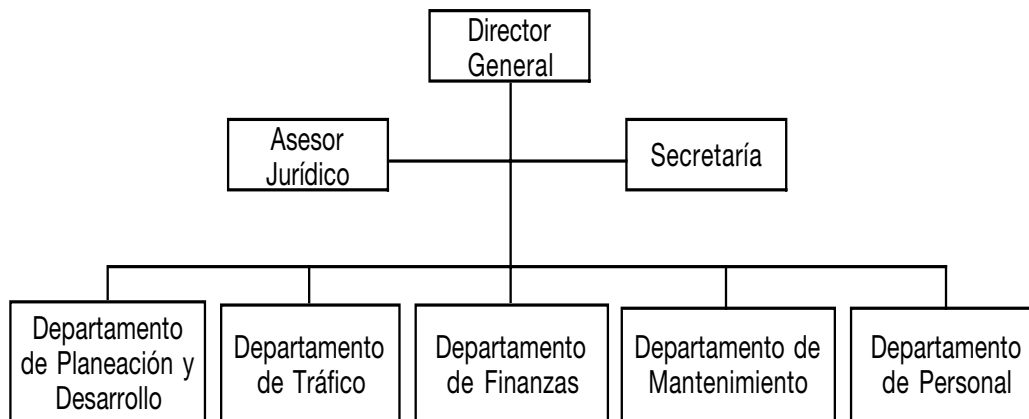 Director
General
Asesor
Jurídico
Secretaría
Departamento
de Planeación y
Desarrollo
Departamento
de Tráfico
Departamento
de Finanzas
Departamento de
Mantenimiento
Departamento
de Personal